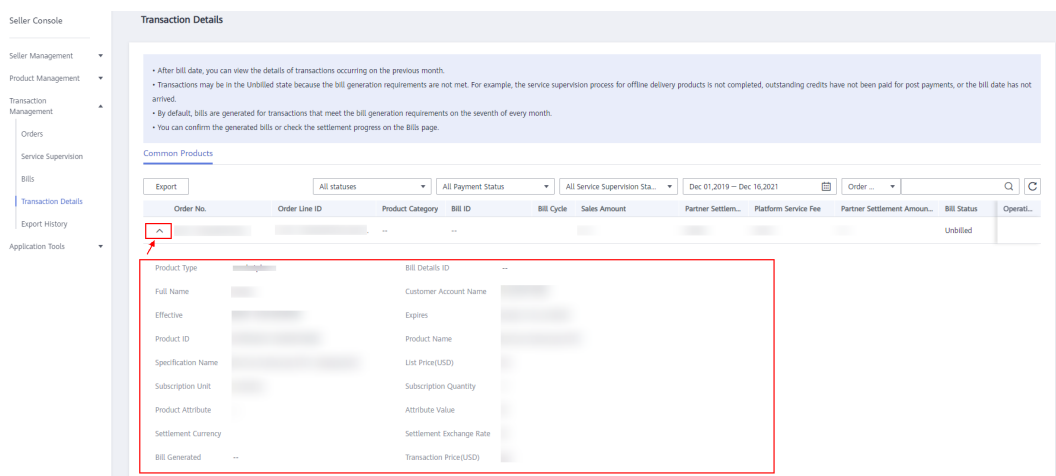 Seller Console
Transaction Details
Seller Management
Product Management
Transaction
Management
Orders
Service Supervision
Bills
Transaction Details
Export History
Application Tools
• After bill date, you can view the details of transactions occurring on the previous month.
• Transactions may be in the Unbilled state because the bill generation requirements are not met. For example, the service supervision process for offline delivery products is not completed, outstanding credits have not been paid for post payments, or the bill date has not
arrived.
• By default, bills are generated for transactions that meet the bill generation requirements on the seventh of every month.
• You can confirm the generated bills or check the settlement progress on the Bills page.
Common Products
Export All statuses All Payment Status All Service Supervision Sta... Dec 01,2019 — Dec 16,2021 Order ...
Order No. Order Line ID Product Category Bill ID Bill Cycle Sales Amount Partner Settlem... Platform Service Fee Partner Settlement Amoun... Bill Status Operati...
-- -- Unbilled
Product Type Bill Details ID --
Full Name Customer Account Name
Effective Expires
Product ID Product Name
Specification Name List Price(USD)
Subscription Unit Subscription Quantity
Product Attribute Attribute Value
Settlement Currency Settlement Exchange Rate
Bill Generated -- Transaction Price(USD)